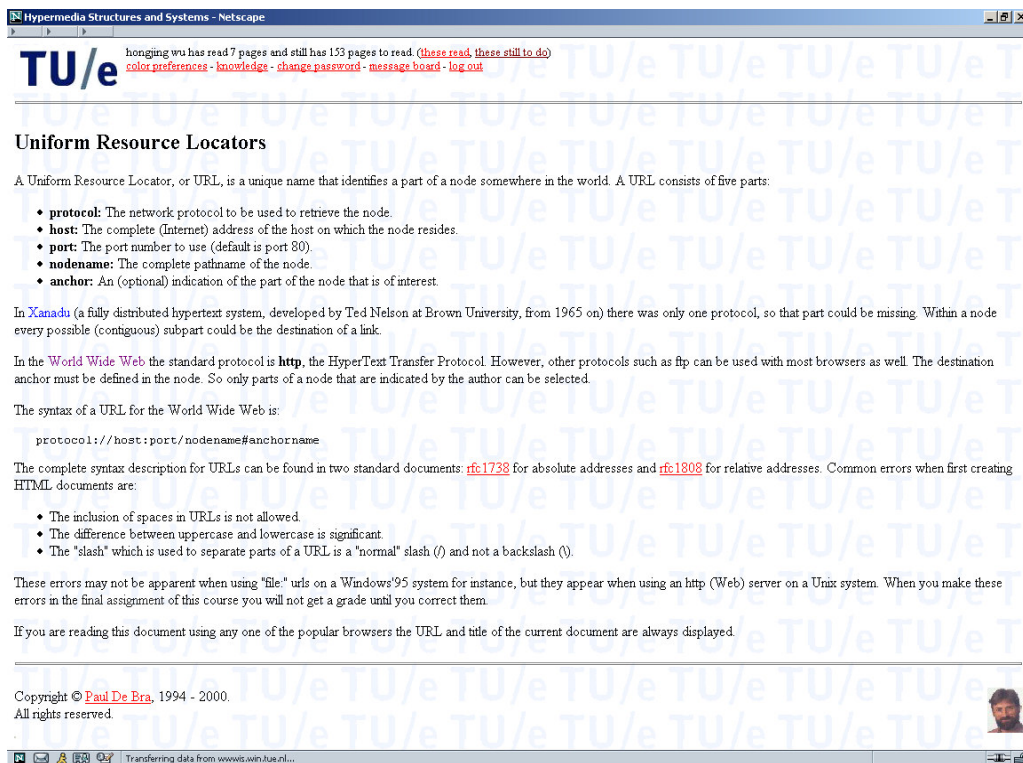 Hypermedia Structures and Systems - Netscape
TU/e
hongjing wu has read 7 pages and still has 153 pages to read. (these read, these still to do)
color preferences - knowledge - change password - message board - log out
Uniform Resource Locators
A Uniform Resource Locator, or URL, is a unique name that identifies a part of a node somewhere in the world. A URL consists of five parts:
protocol: The network protocol to be used to retrieve the node.
host: The complete (Internet) address of the host on which the node resides.
port: The port number to use (default is port 80).
nodename: The complete pathname of the node.
anchor: An (optional) indication of the part of the node that is of interest.
In Xanadu (a fully distributed hypertext system, developed by Ted Nelson at Brown University, from 1965 on) there was only one protocol, so that part could be missing. Within a node
every possible (contiguous) subpart could be the destination of a link.
In the World Wide Web the standard protocol is http, the HyperText Transfer Protocol. However, other protocols such as ftp can be used with most browsers as well. The destination
anchor must be defined in the node. So only parts of a node that are indicated by the author can be selected.
The syntax of a URL for the World Wide Web is:
protocol://host:port/nodename#anchorname
The complete syntax description for URLs can be found in two standard documents: rfc1738 for absolute addresses and rfc1808 for relative addresses. Common errors when first creating
HTML documents are:
The inclusion of spaces in URLs is not allowed.
The difference between uppercase and lowercase is significant.
The "slash" which is used to separate parts of a URL is a "normal" slash (/) and not a backslash (\).
These errors may not be apparent when using "file:" urls on a Windows'95 system for instance, but they appear when using an http (Web) server on a Unix system. When you make these
errors in the final assignment of this course you will not get a grade until you correct them.
If you are reading this document using any one of the popular browsers the URL and title of the current document are always displayed.
Copyright © Paul De Bra, 1994 - 2000.
All rights reserved.
Transferring data from wwwis.win.tue.nl...